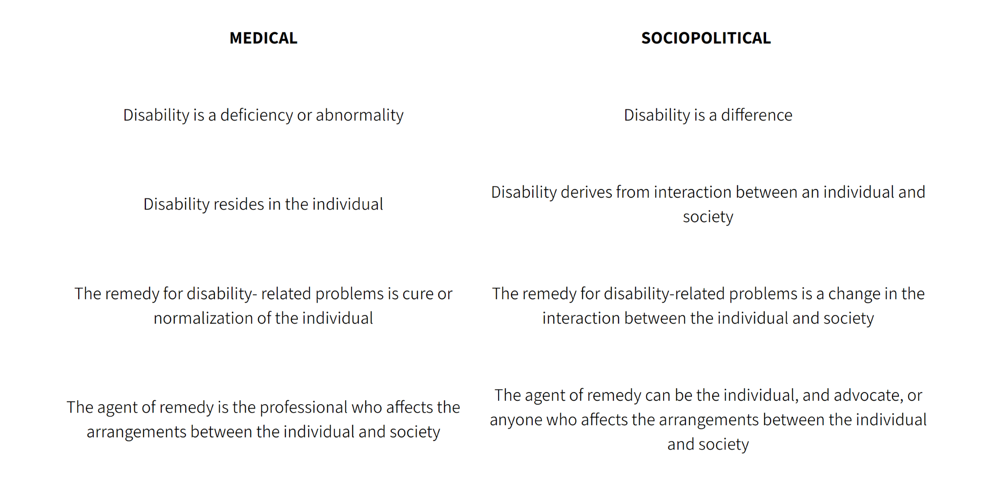 MEDICAL
SOCIOPOLITICAL
Disability is a deficiency or abnormality
Disability is a difference
Disability resides in the individual
Disability derives from interaction between an individual and
society
The remedy for disability- related problems is cure or
normalization of the individual
The remedy for disability-related problems is a change in the
interaction between the individual and society
The agent of remedy is the professional who affects the
arrangements between the individual and society
The agent of remedy can be the individual, and advocate, or
anyone who affects the arrangements between the individual
and society